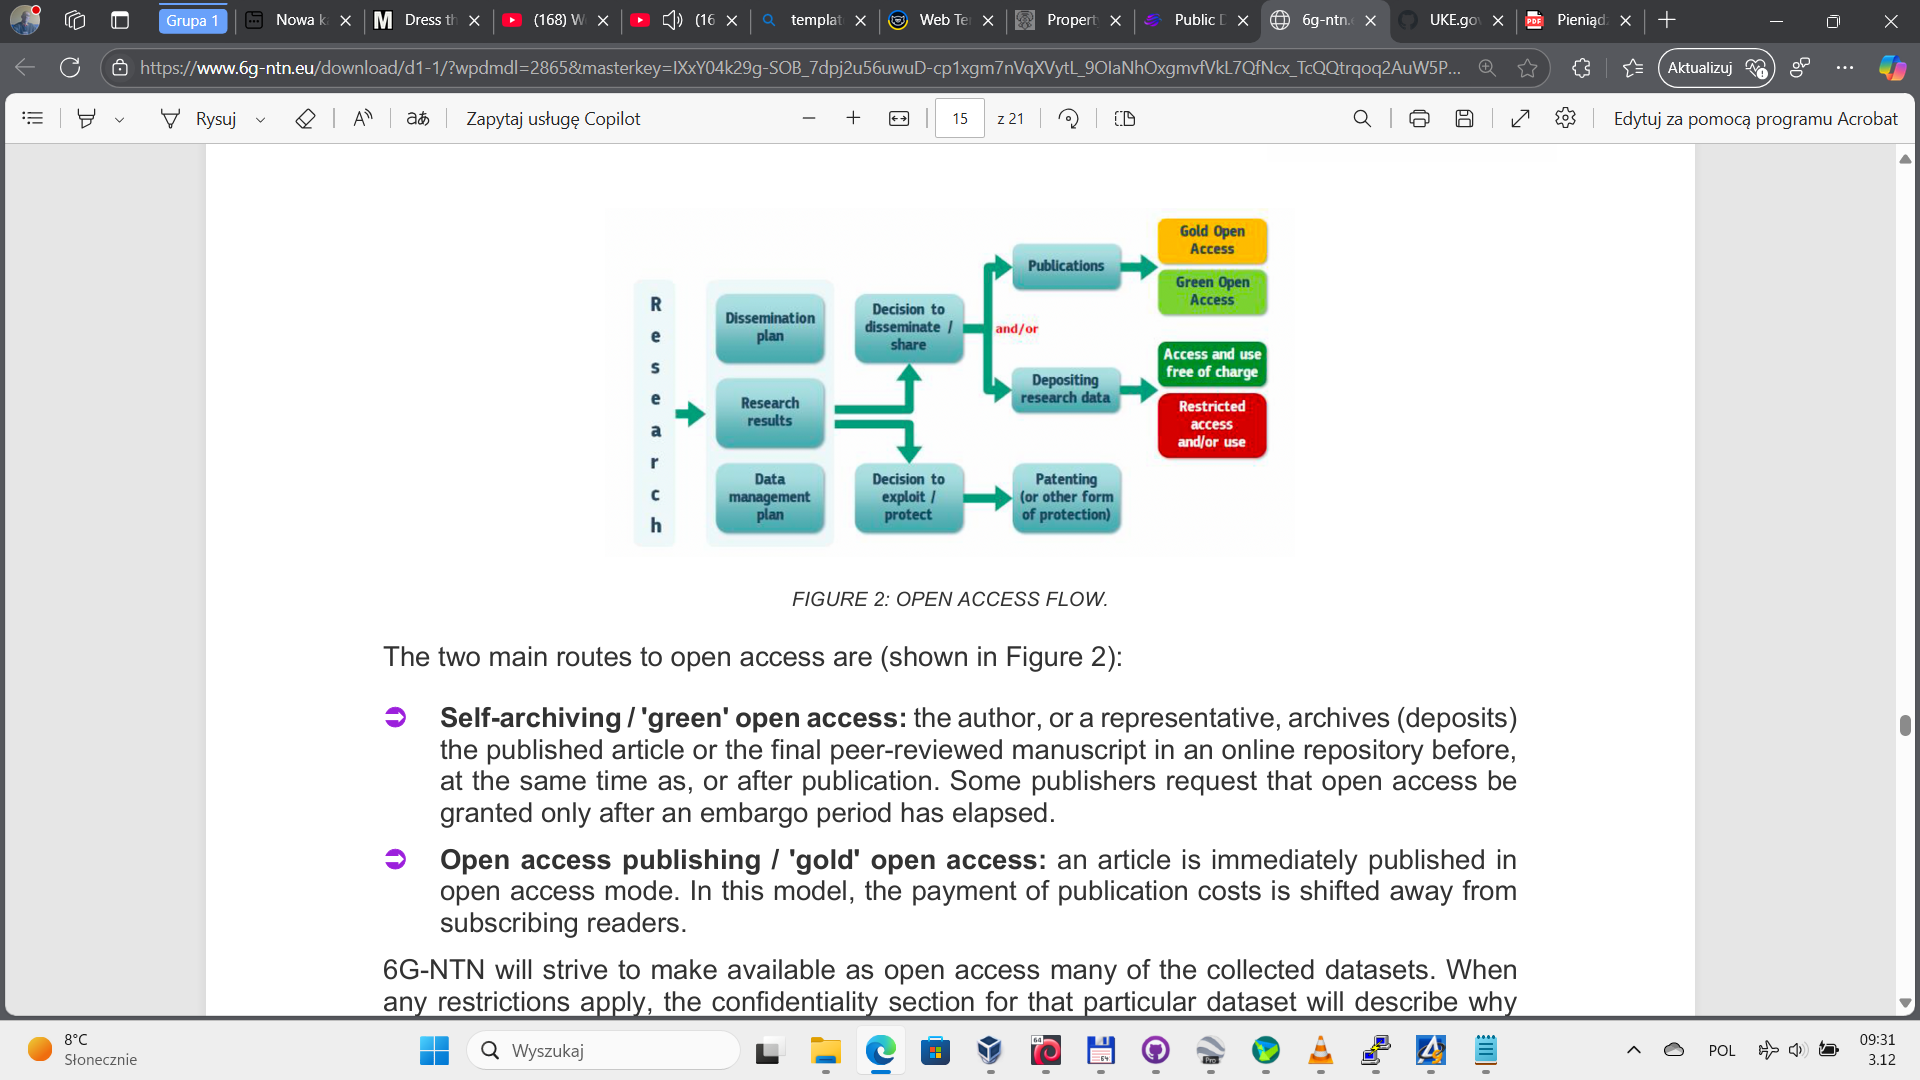 Grupa 1
Nowa k
Dress th
(168) W
(16
templat
Web Te
Property
Public D
6g-ntn.
UKE.gov
Pieniąd
https://www.6g-ntn.eu/download/d1-1/?wpdmdl=2865&masterkey=IXxY04k29g-SOB_7dpj2u56uwuD-cp1xgm7nVqXVytL_9OIaNhOxgmvfVkL7QfNcx_TcQQtrqoq2AuW5P...
Aktualizuj
Rysuj
Zapytaj usługę Copilot
15
z 21
Edytuj za pomocą programu Acrobat
Research
Dissemination
plan
Research
results
Data
management
plan
Decision to
disseminate /
share
Decision to
exploit /
protect
and/or
Publications
Depositing
research data
Patenting
(or other form
of protection)
Gold Open
Access
Green Open
Access
Access and use
free of charge
Restricted
access
and/or use
FIGURE 2: OPEN ACCESS FLOW.
The two main routes to open access are (shown in Figure 2):
Self-archiving / 'green' open access: the author, or a representative, archives (deposits)
the published article or the final peer-reviewed manuscript in an online repository before,
at the same time as, or after publication. Some publishers request that open access be
granted only after an embargo period has elapsed.
Open access publishing / 'gold' open access: an article is immediately published in
open access mode. In this model, the payment of publication costs is shifted away from
subscribing readers.
6G-NTN will strive to make available as open access many of the collected datasets. When
any restrictions apply, the confidentiality section for that particular dataset will describe why
8°C
Słonecznie
Wyszukaj
POL
09:31
3.12